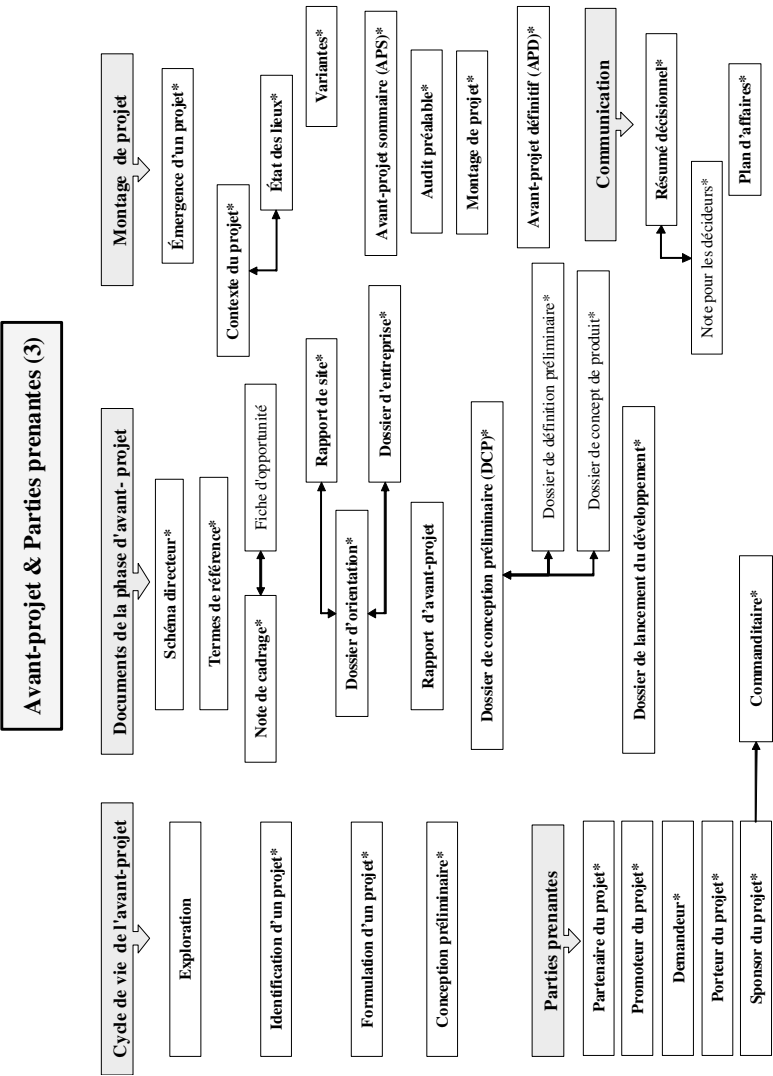 Avant-projet & Parties prenantes (3)
Cycle de vie de l'avant-projet
Exploration
Identification d'un projet*
Formulation d'un projet*
Conception préliminaire*
Parties prenantes
Partenaire du projet*
Promoteur du projet*
Demandeur*
Porteur du projet*
Sponsor du projet*
Commanditaire*
Documents de la phase d'avant- projet
Schéma directeur*
Termes de référence*
Note de cadrage*
Fiche d'opportunité
Rapport de site*
Dossier d'orientation*
Dossier d'entreprise*
Rapport d'avant-projet
Dossier de conception préliminaire (DCP)*
Dossier de définition préliminaire*
Dossier de concept de produit*
Dossier de lancement du développement*
Montage de projet
Émergence d'un projet*
Contexte du projet*
État des lieux*
Variantes*
Avant-projet sommaire (APS)*
Audit préalable*
Montage de projet*
Avant-projet définitif (APD)*
Communication
Résumé décisionnel*
Note pour les décideurs*
Plan d'affaires*